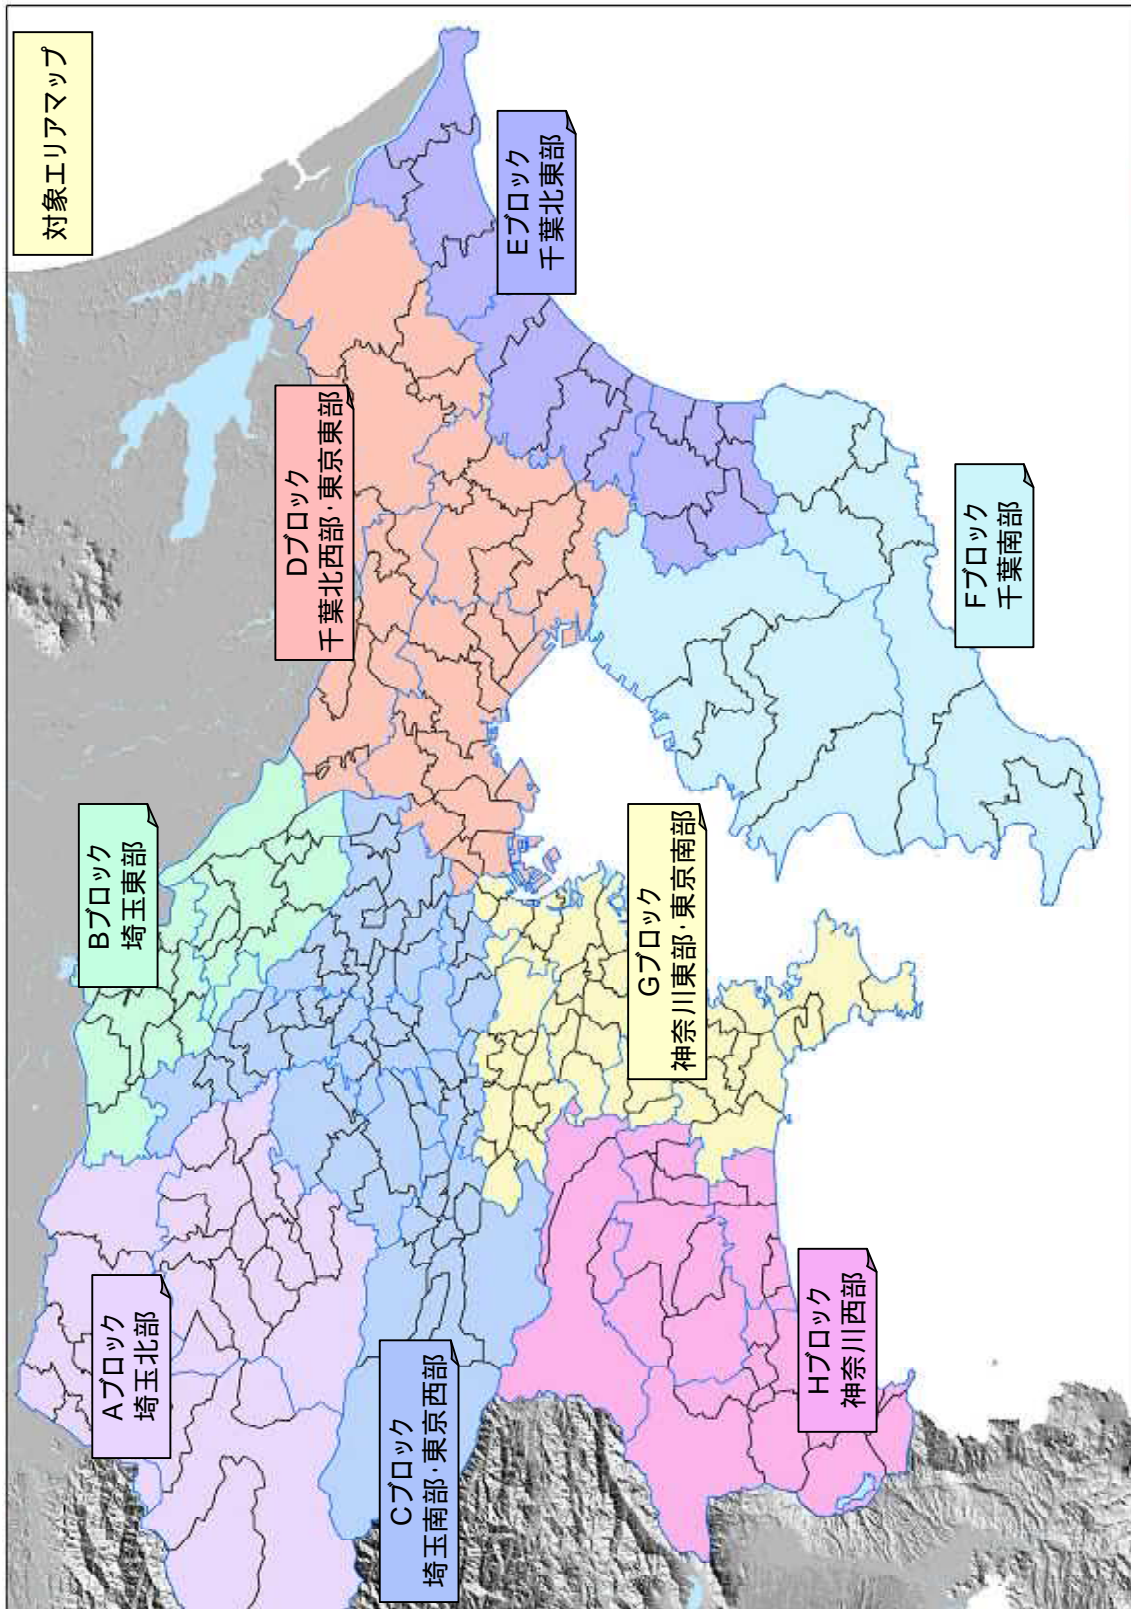 対象エリアマップ
Aブロック
埼玉北部
Bブロック
埼玉東部
Cブロック
埼玉南部・東京西部
Dブロック
千葉北西部・東京東部
Eブロック
千葉北東部
Fブロック
千葉南部
Gブロック
神奈川東部・東京南部
Hブロック
神奈川西部